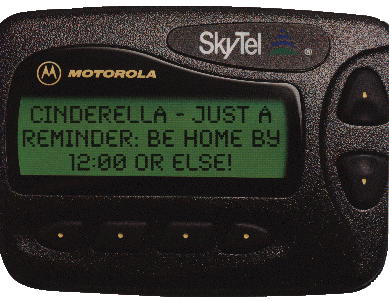 SkyTel ®
MOTOROLA
CINDERELLA - JUST A
REMINDER: BE HOME BY
12:00 OR ELSE!